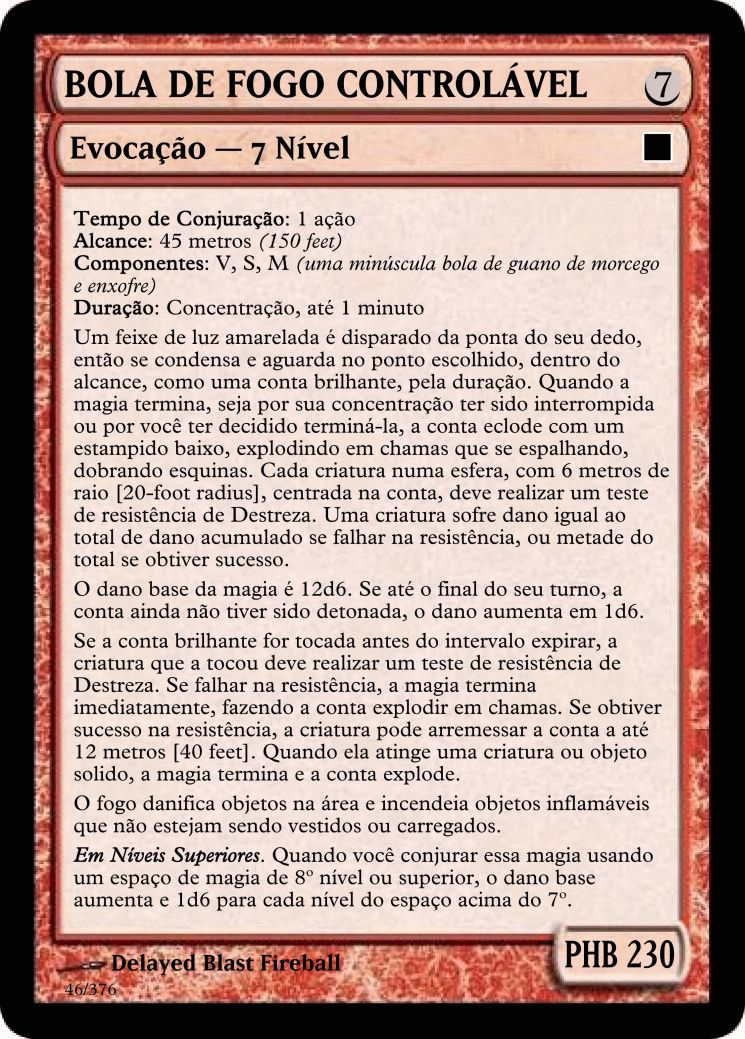 BOLA DE FOGO CONTROLÁVEL 7
Evocação — 7 Nível
Tempo de Conjuração: 1 ação
Alcance: 45 metros (150 feet)
Componentes: V, S, M (uma minúscula bola de guano de morcego
e enxofre)
Duração: Concentração, até 1 minuto
Um feixe de luz amarelada é disparado da ponta do seu dedo,
então se condensa e aguarda no ponto escolhido, dentro do
alcance, como uma conta brilhante, pela duração. Quando a
magia termina, seja por sua concentração ter sido interrompida
ou por você ter decidido terminá-la, a conta eclode com um
estampido baixo, explodindo em chamas que se espalhando,
dobrando esquinas. Cada criatura numa esfera, com 6 metros de
raio [20-foot radius], centrada na conta, deve realizar um teste
de resistência de Destreza. Uma criatura sofre dano igual ao
total de dano acumulado se falhar na resistência, ou metade do
total se obtiver sucesso.
O dano base da magia é 12d6. Se até o final do seu turno, a
conta ainda não tiver sido detonada, o dano aumenta em 1d6.
Se a conta brilhante for tocada antes do intervalo expirar, a
criatura que a tocou deve realizar um teste de resistência de
Destreza. Se falhar na resistência, a magia termina
imediatamente, fazendo a conta explodir em chamas. Se obtiver
sucesso na resistência, a criatura pode arremessar a conta a até
12 metros [40 feet]. Quando ela atinge uma criatura ou objeto
solido, a magia termina e a conta explode.
O fogo danifica objetos na área e incendeia objetos inflamáveis
que não estejam sendo vestidos ou carregados.
Em Níveis Superiores. Quando você conjurar essa magia usando
um espaço de magia de 8º nível ou superior, o dano base
aumenta e 1d6 para cada nível do espaço acima do 7º.
PHB 230
Delayed Blast Fireball
46/376